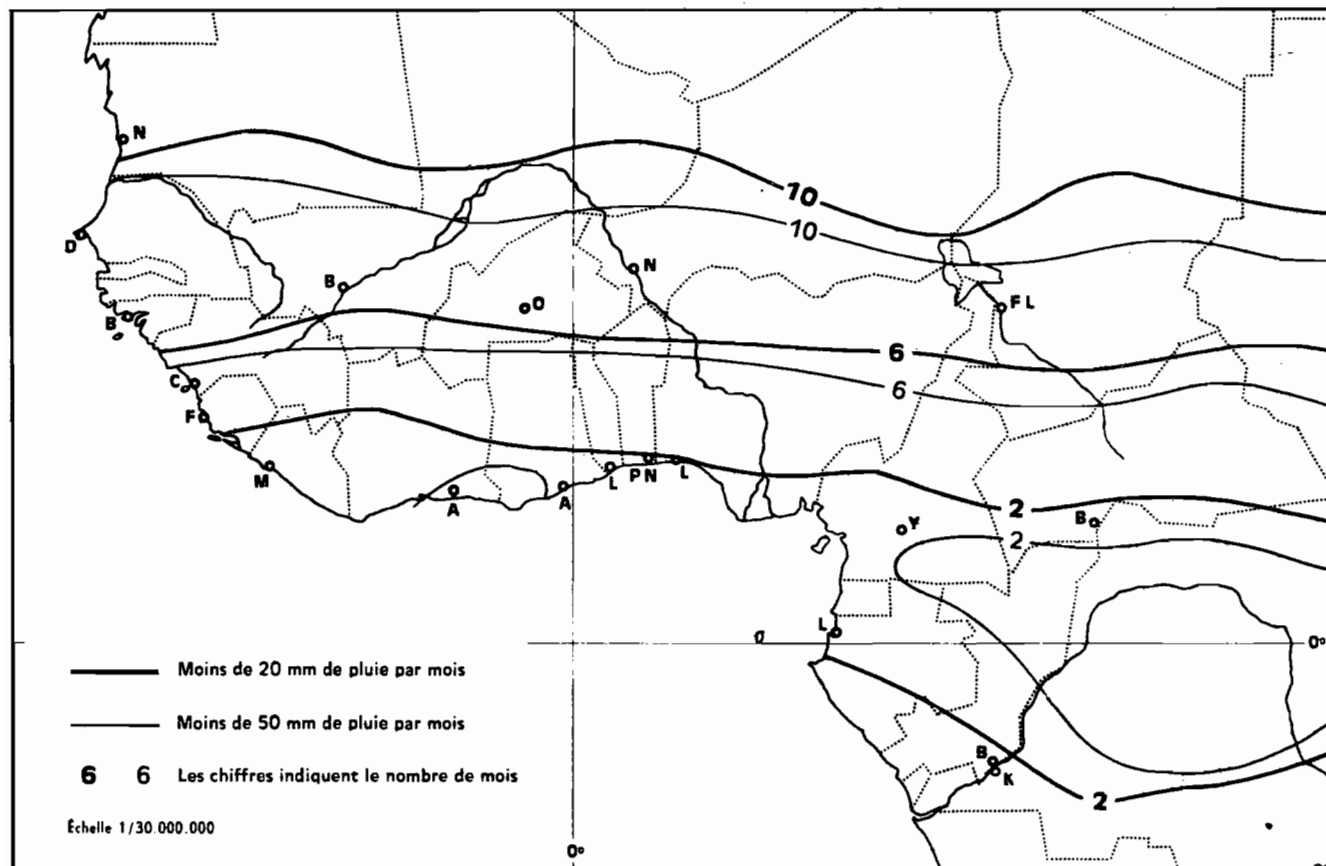 N
10
10
D
B
N
O
B
F L
6
6
C
F
M
A
A
L
P N
L
2
B
Y
2
L
0°
Moins de 20 mm de pluie par mois
Moins de 50 mm de pluie par mois
B
K
6 6 Les chiffres indiquent le nombre de mois
2
Échelle 1/30.000.000
0°